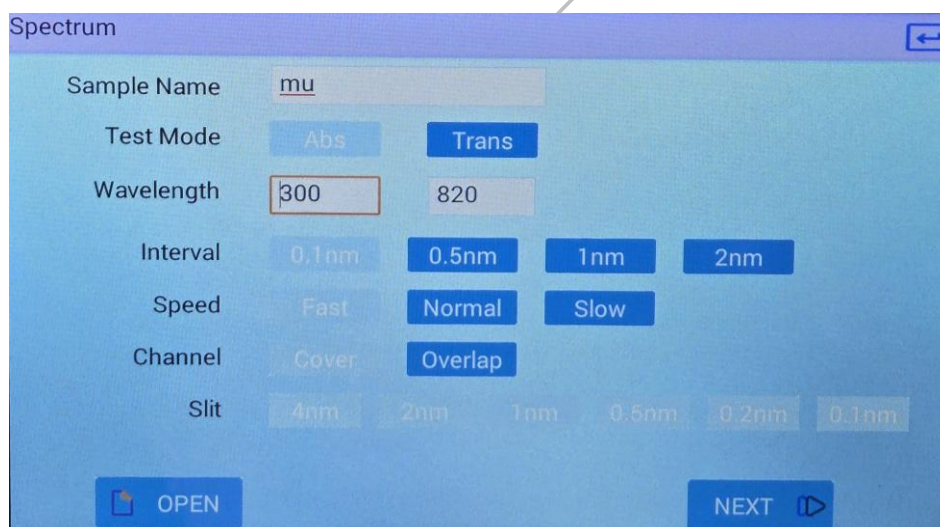 Spectrum
Sample Name mu
Test Mode Abs Trans
Wavelength 300 820
Interval 0.1nm 0.5nm 1nm 2nm
Speed Fast Normal Slow
Channel Cover Overlap
Slit 4nm 2nm 1nm 0.5nm 0.2nm 0.1nm
OPEN NEXT